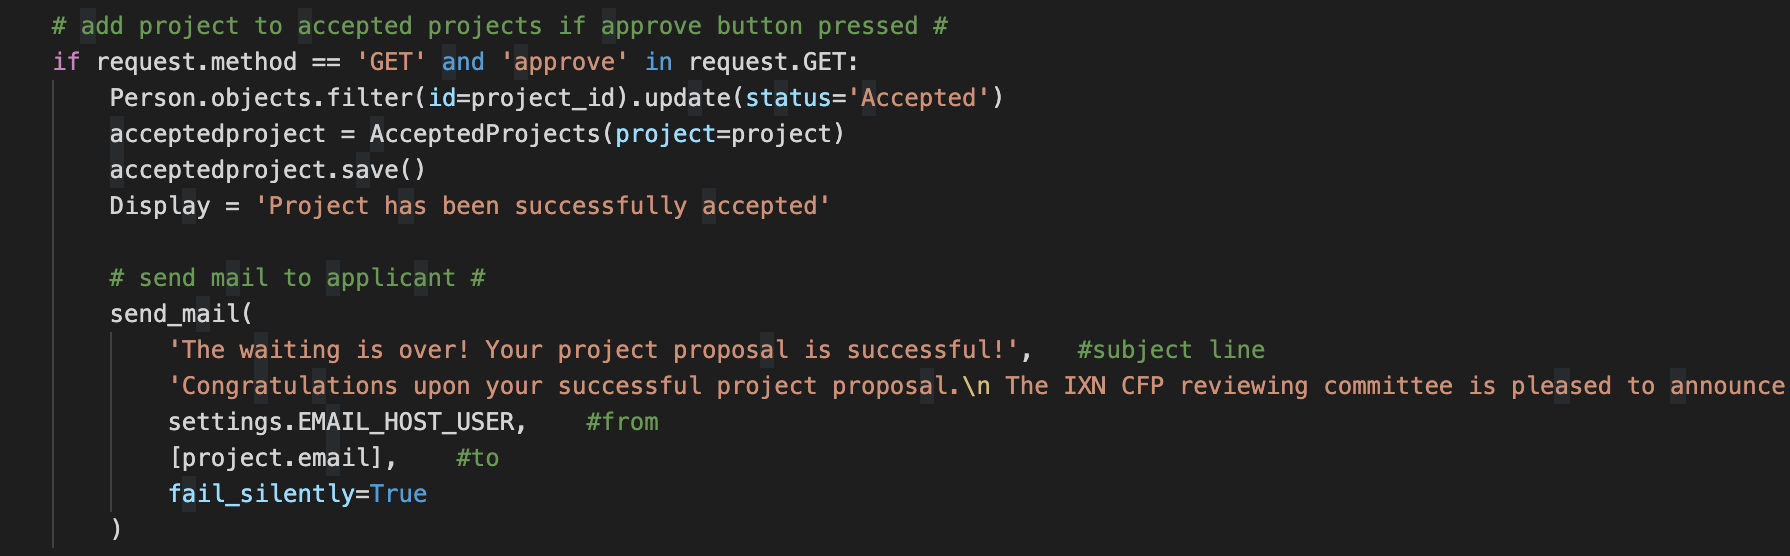 # add project to accepted projects if approve button pressed #
if request.method == 'GET' and 'approve' in request.GET:
Person.objects.filter(id=project_id).update(status='Accepted')
acceptedproject = AcceptedProjects(project=project)
acceptedproject.save()
Display = 'Project has been successfully accepted'
# send mail to applicant #
send_mail(
'The waiting is over! Your project proposal is successful!',   #subject line
'Congratulations upon your successful project proposal.\n The IXN CFP reviewing committee is pleased to announce
settings.EMAIL_HOST_USER,    #from
[project.email],    #to
fail_silently=True
)